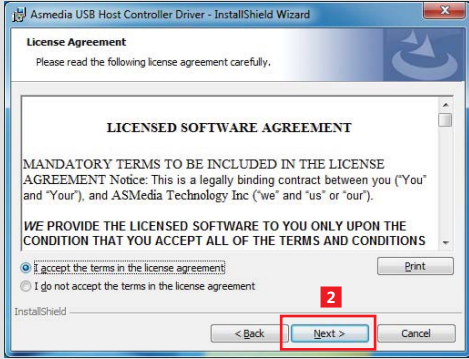 Asmedia USB Host Controller Driver - InstallShield Wizard
License Agreement
Please read the following license agreement carefully.
LICENSED SOFTWARE AGREEMENT
MANDATORY TERMS TO BE INCLUDED IN THE LICENSE
AGREEMENT Notice: This is a legally binding contract between you ("You"
and "Your"), and ASMedia Technology Inc ("we" and "us" or "our").
WE PROVIDE THE LICENSED SOFTWARE TO YOU ONLY UPON THE
CONDITION THAT YOU ACCEPT ALL OF THE TERMS AND CONDITIONS
I accept the terms in the license agreement
Print
I do not accept the terms in the license agreement
2
InstallShield
< Back
Next >
Cancel